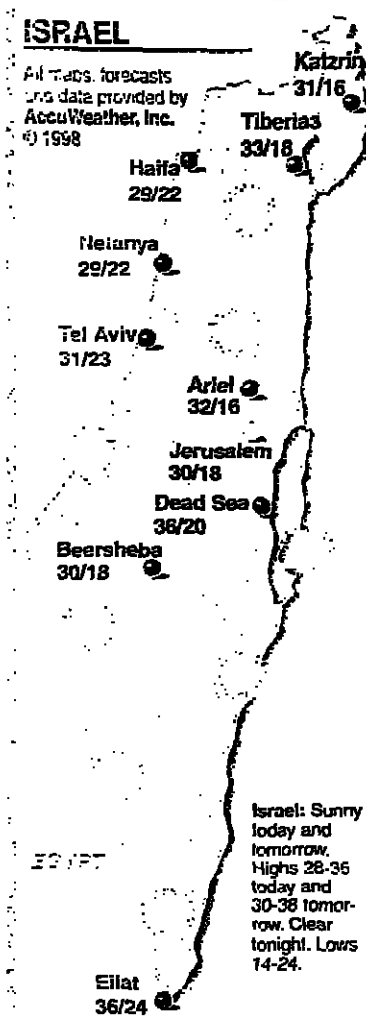 ISRAEL
All maps, forecasts
and data provided by
AccuWeather, Inc.
© 1998
Katzrin
31/16
Tiberias
33/18
Haifa
29/22
Netanya
29/22
Tel Aviv
31/23
Ariel
32/16
Jerusalem
30/18
Dead Sea
36/20
Beersheba
30/18
EGYPT
Israel: Sunny
today and
tomorrow.
Highs 28-36
today and
30-38 tomor-
row. Clear
tonight. Lows
14-24.
Eilat
36/24